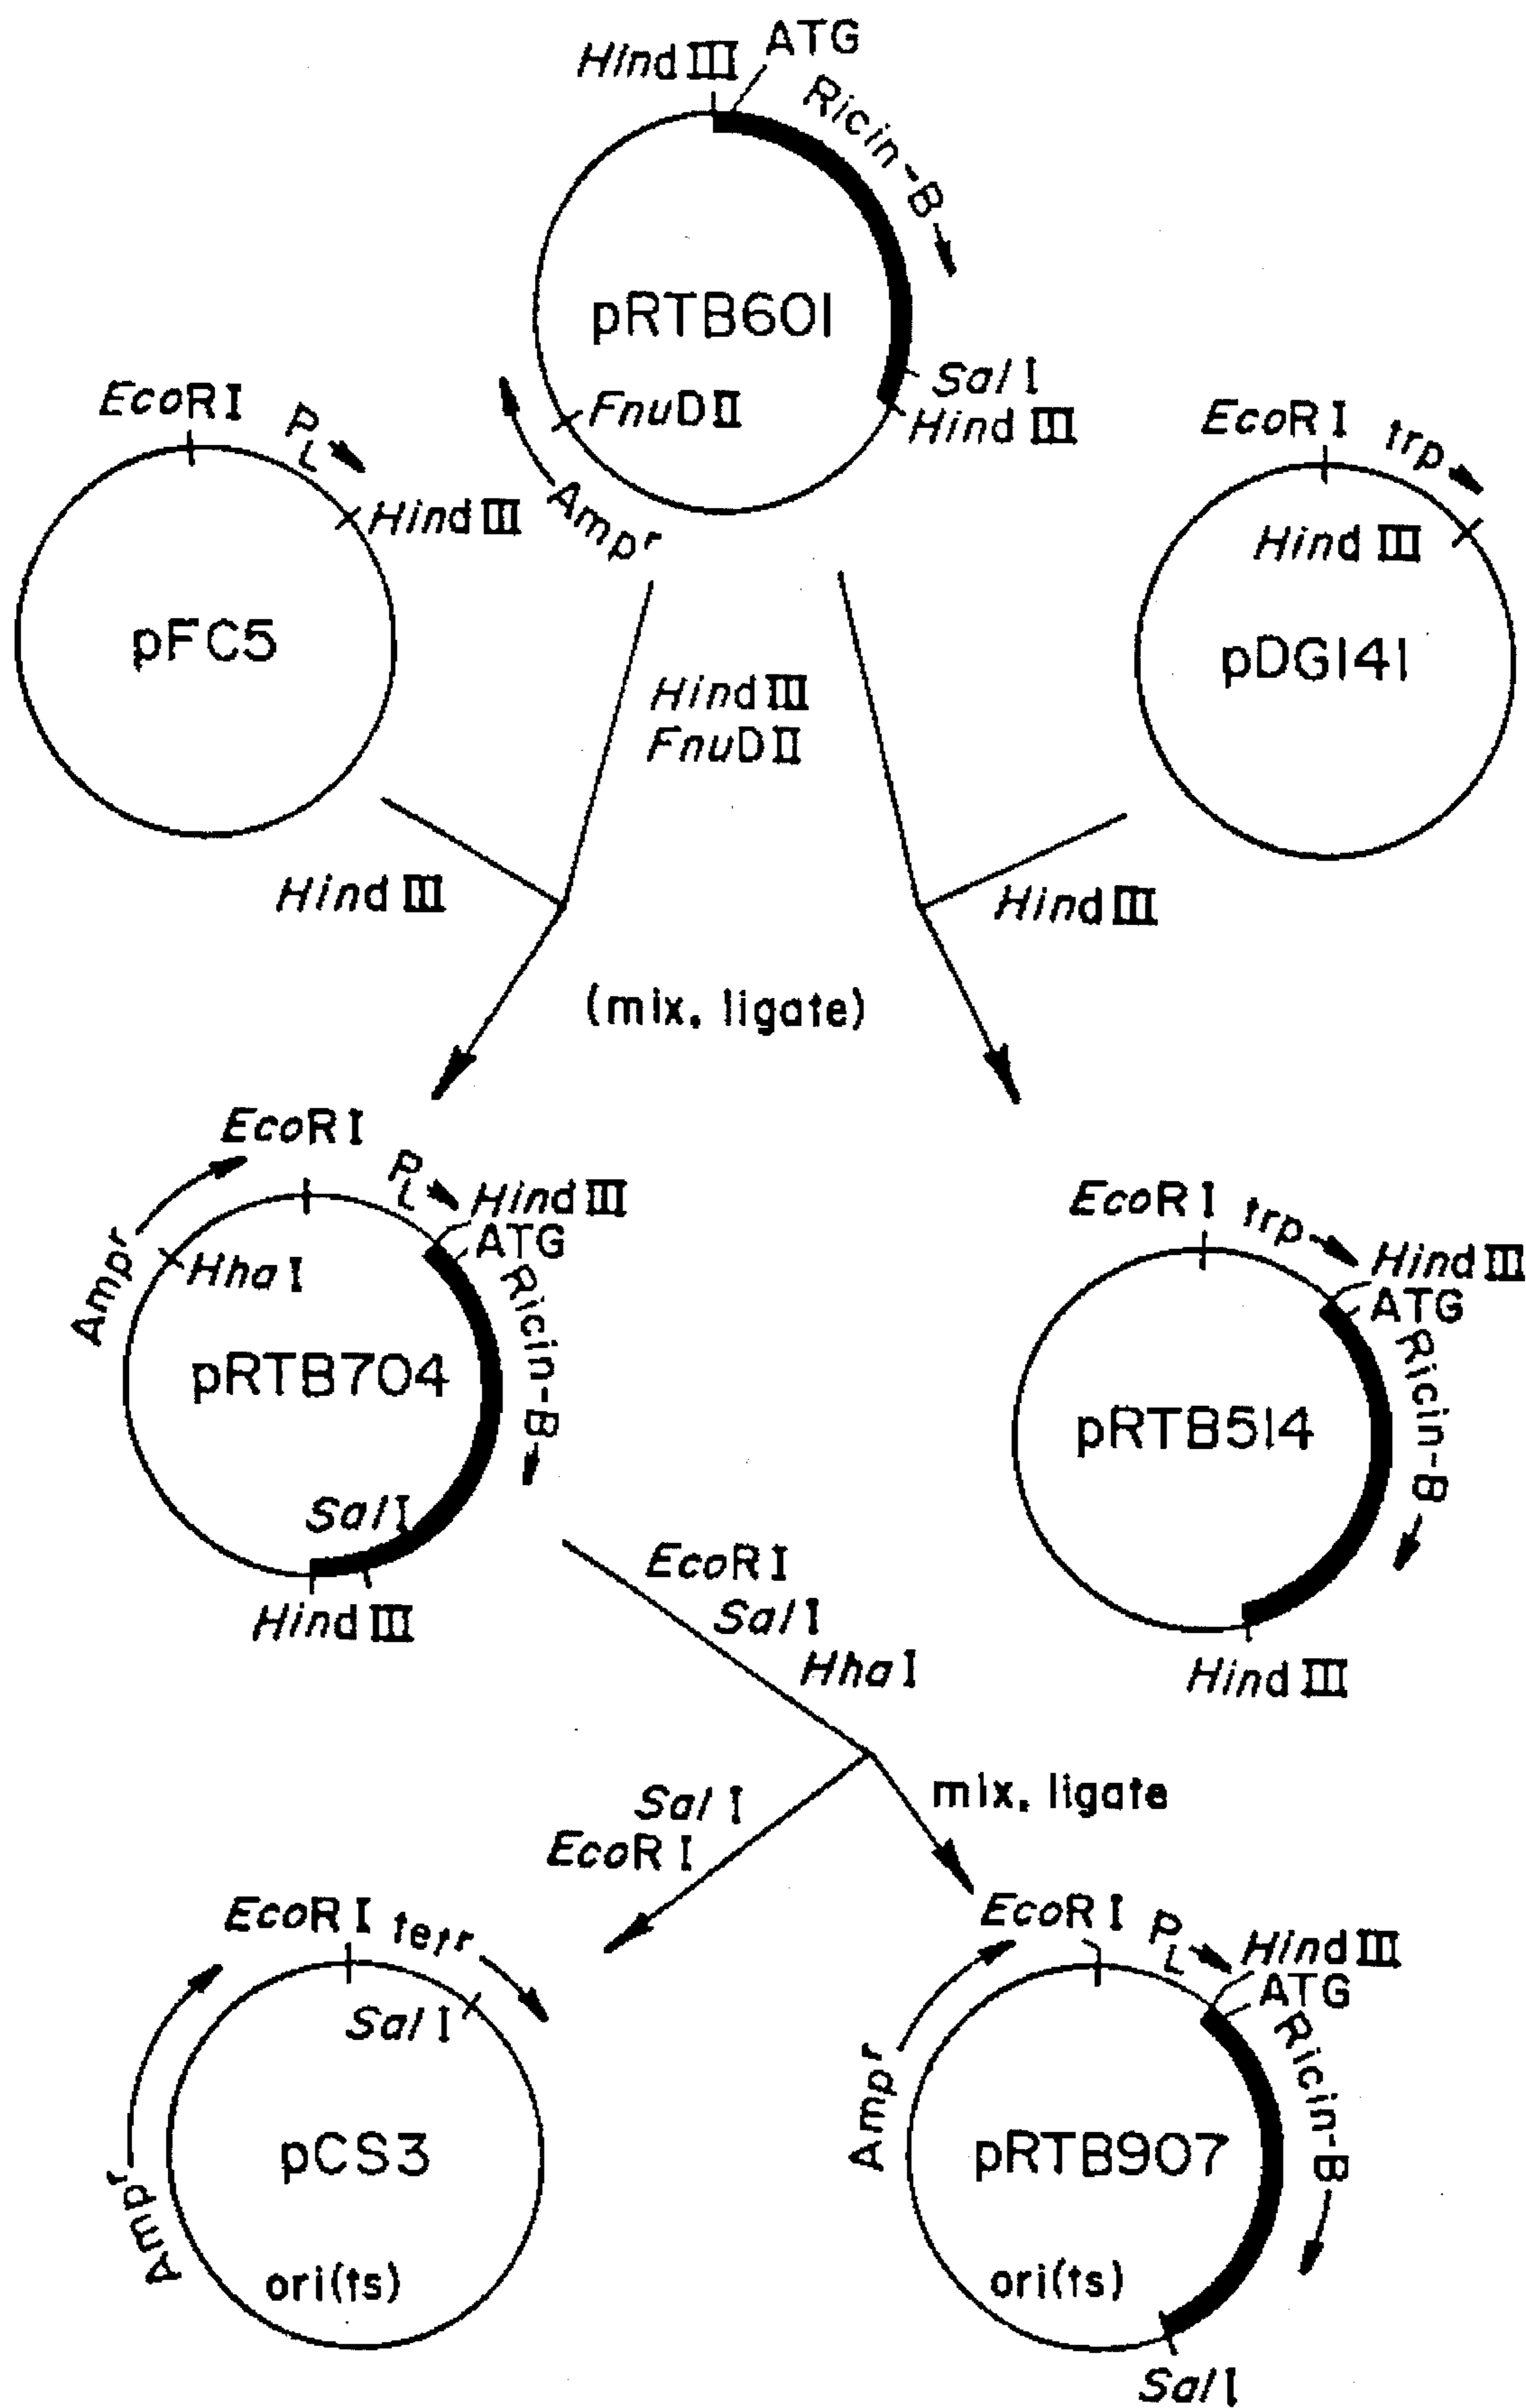 HindIII
ATG
Ricin-B
pRTB601
SalI
HindIII
FnuDII
Ampr
EcoRI
PL
HindIII
pFC5
EcoRI
trp
HindIII
pDG141
HindIII
FnuDII
HindIII
HindIII
(mix, ligate)
EcoRI
PL
HindIII
ATG
Ampr
HhaI
Ricin-B
pRTB704
SalI
HindIII
EcoRI
trp
HindIII
ATG
Ricin-B
pRTB514
HindIII
EcoRI
SalI
HhaI
SalI
EcoRI
mix, ligate
EcoRI
tetr
SalI
Ampr
pCS3
ori(ts)
EcoRI
PL
HindIII
ATG
Ampr
Ricin-B
pRTB907
ori(ts)
SalI